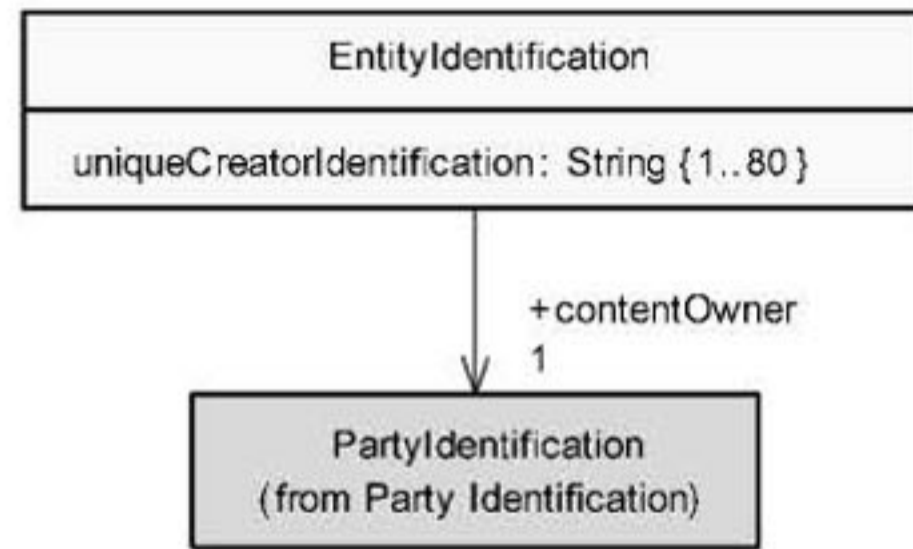 EntityIdentification
uniqueCreatorIdentification: String {1..80}
+contentOwner
1
PartyIdentification
(from Party Identification)